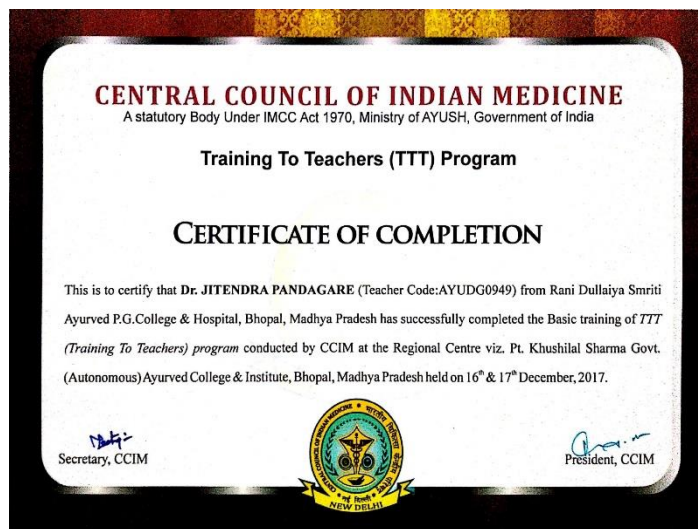 CENTRAL COUNCIL OF INDIAN MEDICINE
A statutory Body Under IMCC Act 1970, Ministry of AYUSH, Government of India
Training To Teachers (TTT) Program
CERTIFICATE OF COMPLETION
This is to certify that Dr. JITENDRA PANDAGARE (Teacher Code:AYUDG0949) from Rani Dullaiya Smriti
Ayurved P.G.College & Hospital, Bhopal, Madhya Pradesh has successfully completed the Basic training of TTT
(Training To Teachers) program conducted by CCIM at the Regional Centre viz. Pt. Khushilal Sharma Govt.
(Autonomous) Ayurved College & Institute, Bhopal, Madhya Pradesh held on 16th & 17th December, 2017.
Secretary, CCIM
President, CCIM
CENTRAL COUNCIL OF INDIAN MEDICINE
भारतीय चिकित्सा केन्द्रीय परिषद
नई दिल्ली
NEW DELHI